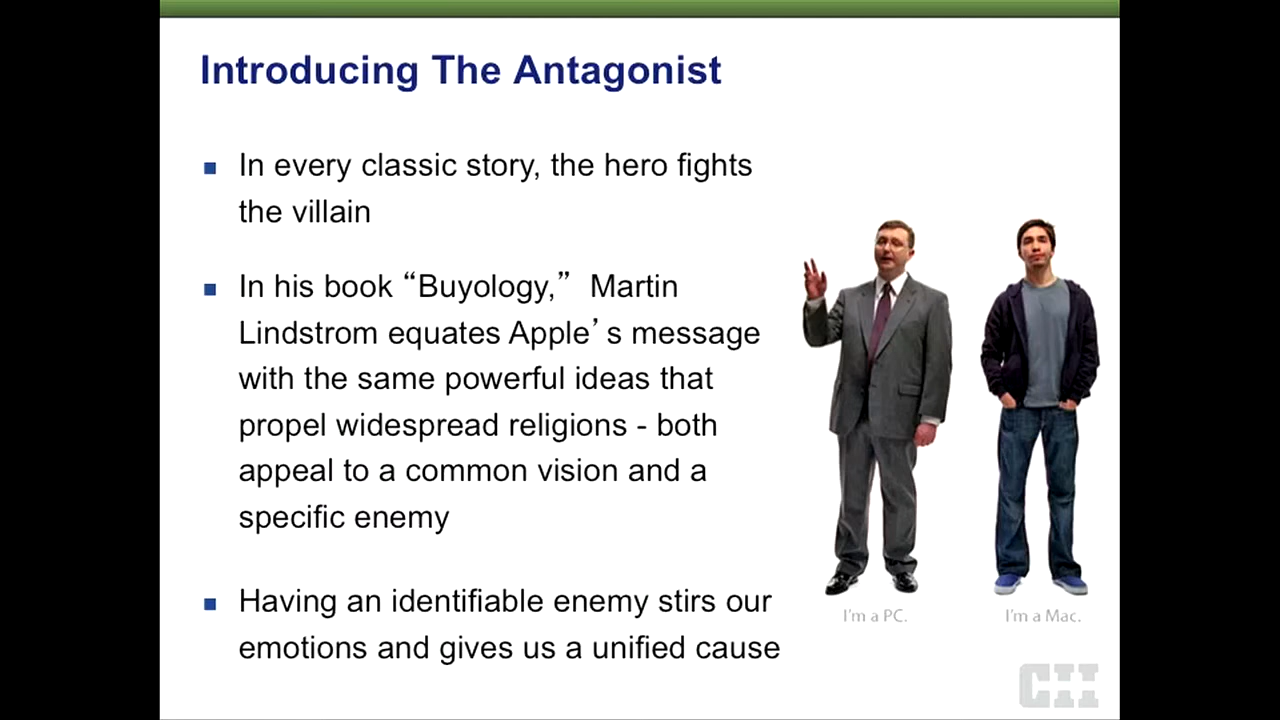 Introducing The Antagonist
In every classic story, the hero fights
the villain
In his book “Buyology,” Martin
Lindstrom equates Apple’s message
with the same powerful ideas that
propel widespread religions - both
appeal to a common vision and a
specific enemy
Having an identifiable enemy stirs our
emotions and gives us a unified cause
I’m a PC.
I’m a Mac.
CII